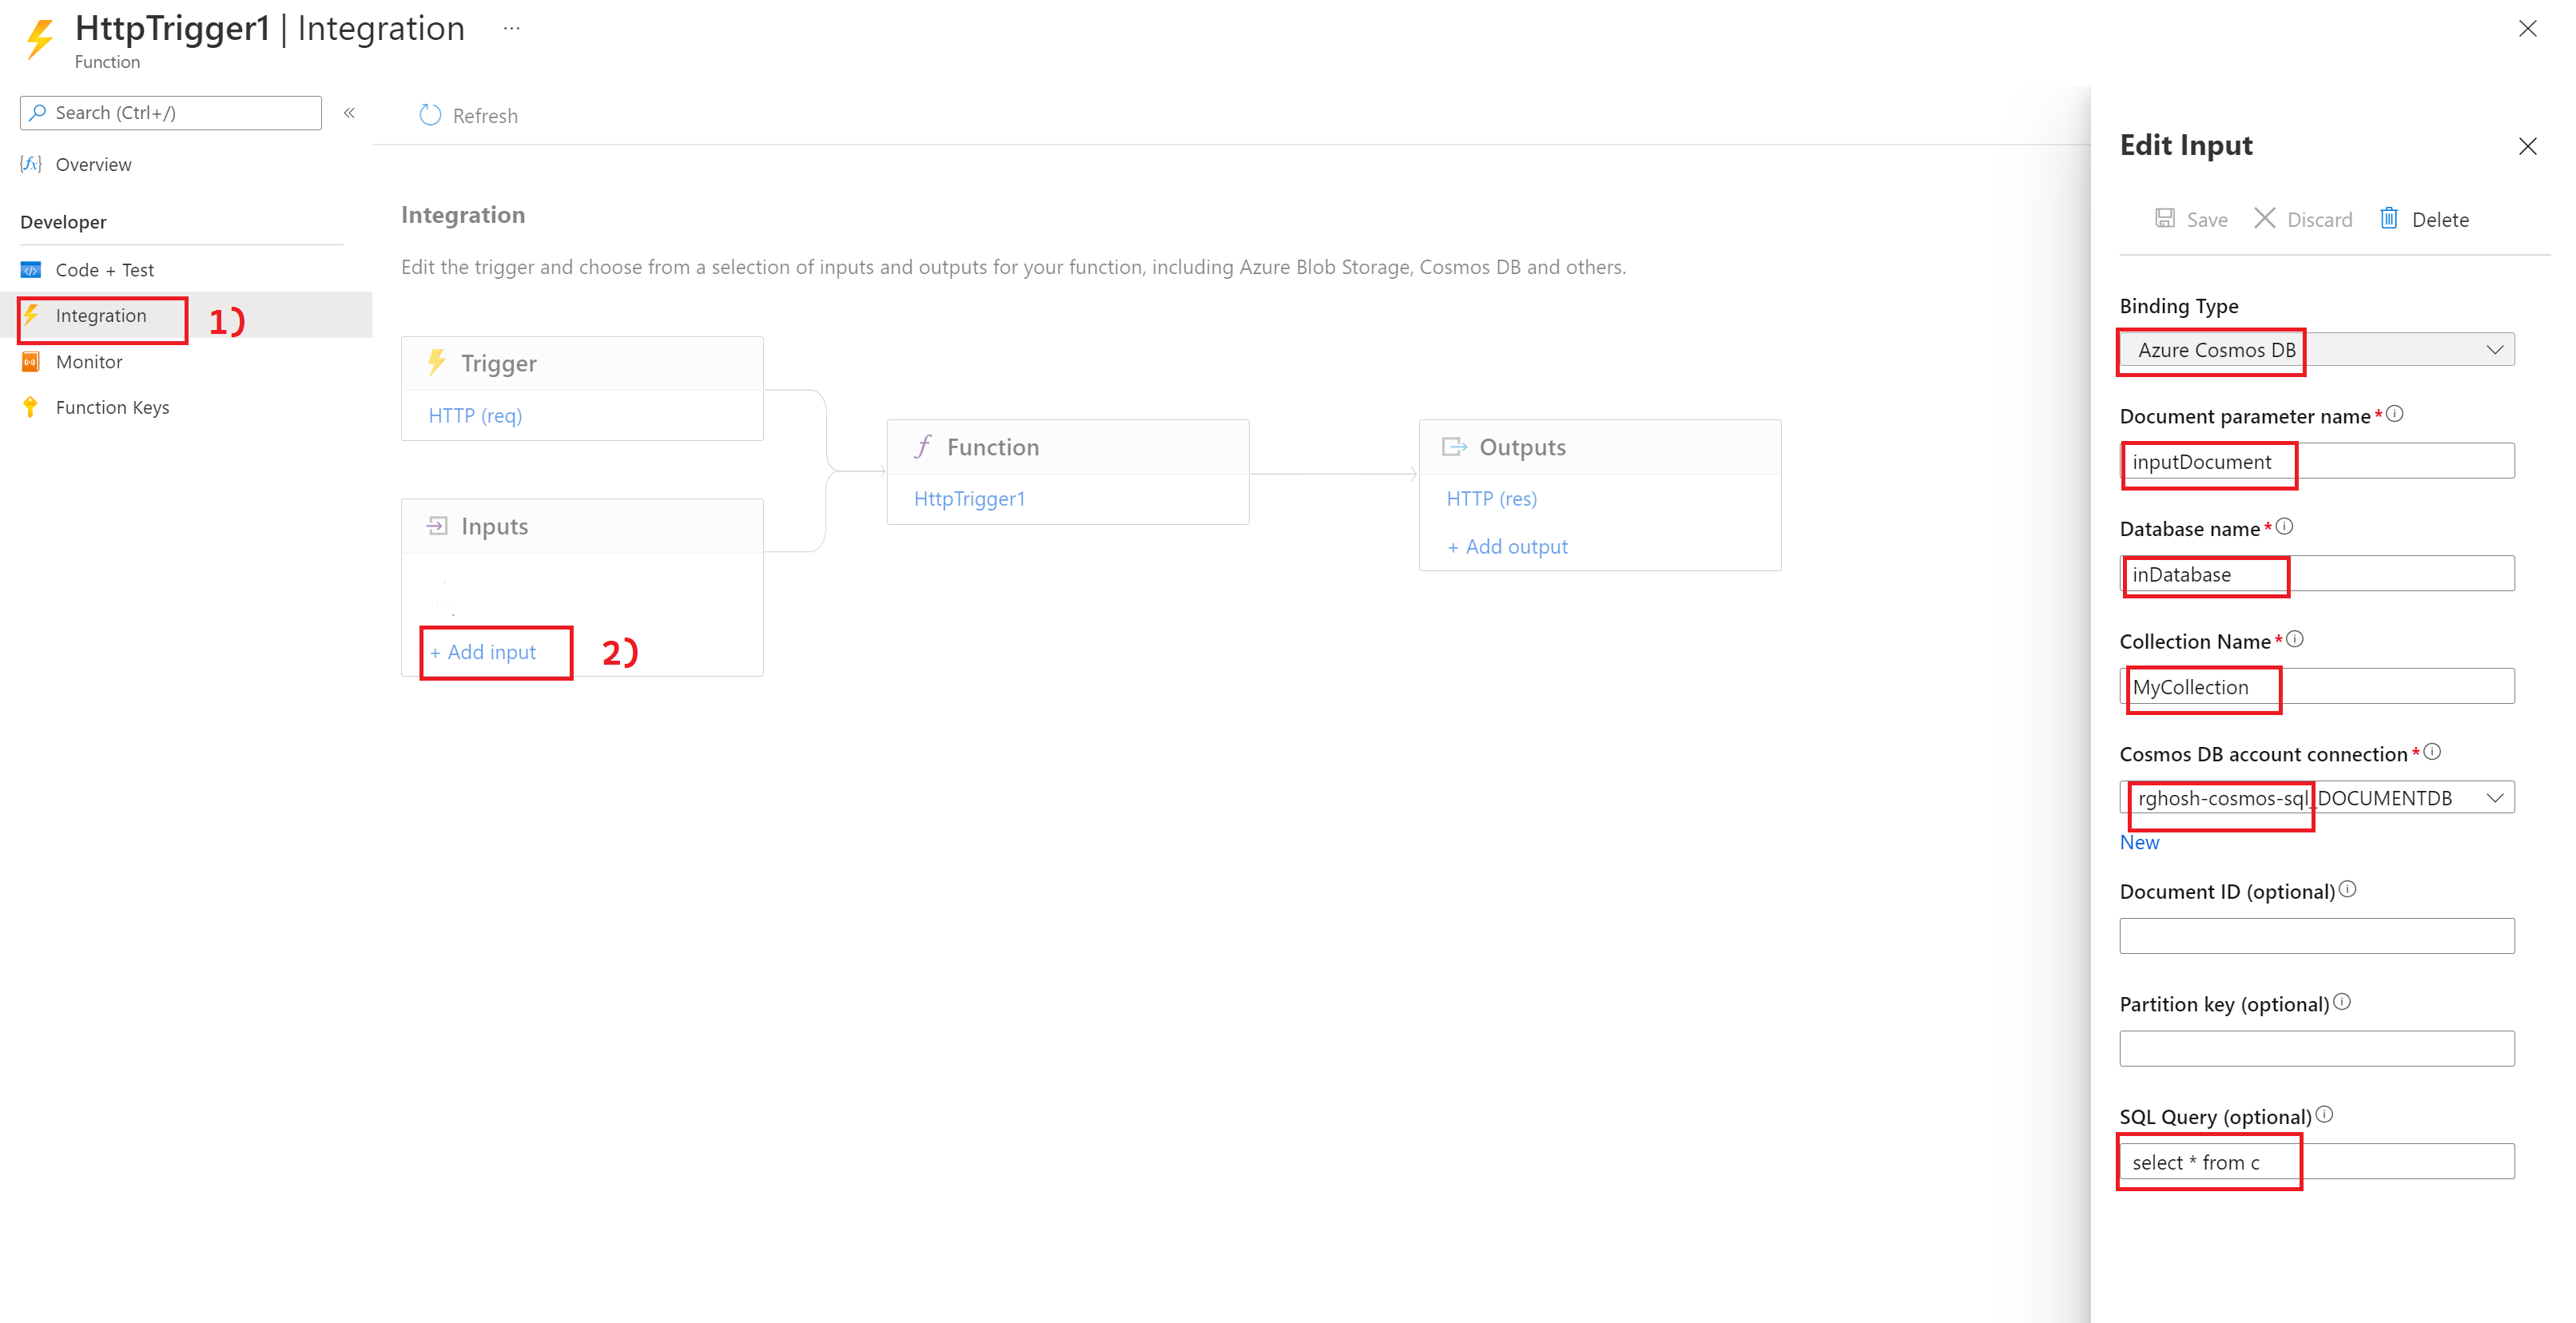 HttpTrigger1 | Integration ...
Function
Search (Ctrl+/)
«
Overview
Developer
Code + Test
Integration
1)
Monitor
Function Keys
Refresh
Integration
Edit the trigger and choose from a selection of inputs and outputs for your function, including Azure Blob Storage, Cosmos DB and others.
Trigger
HTTP (req)
Inputs
+ Add input
2)
Function
HttpTrigger1
Outputs
HTTP (res)
+ Add output
Edit Input
Save Discard Delete
Binding Type
Azure Cosmos DB
Document parameter name*
inputDocument
Database name*
inDatabase
Collection Name*
MyCollection
Cosmos DB account connection*
rghosh-cosmos-sql_DOCUMENTDB
New
Document ID (optional)
Partition key (optional)
SQL Query (optional)
select * from c